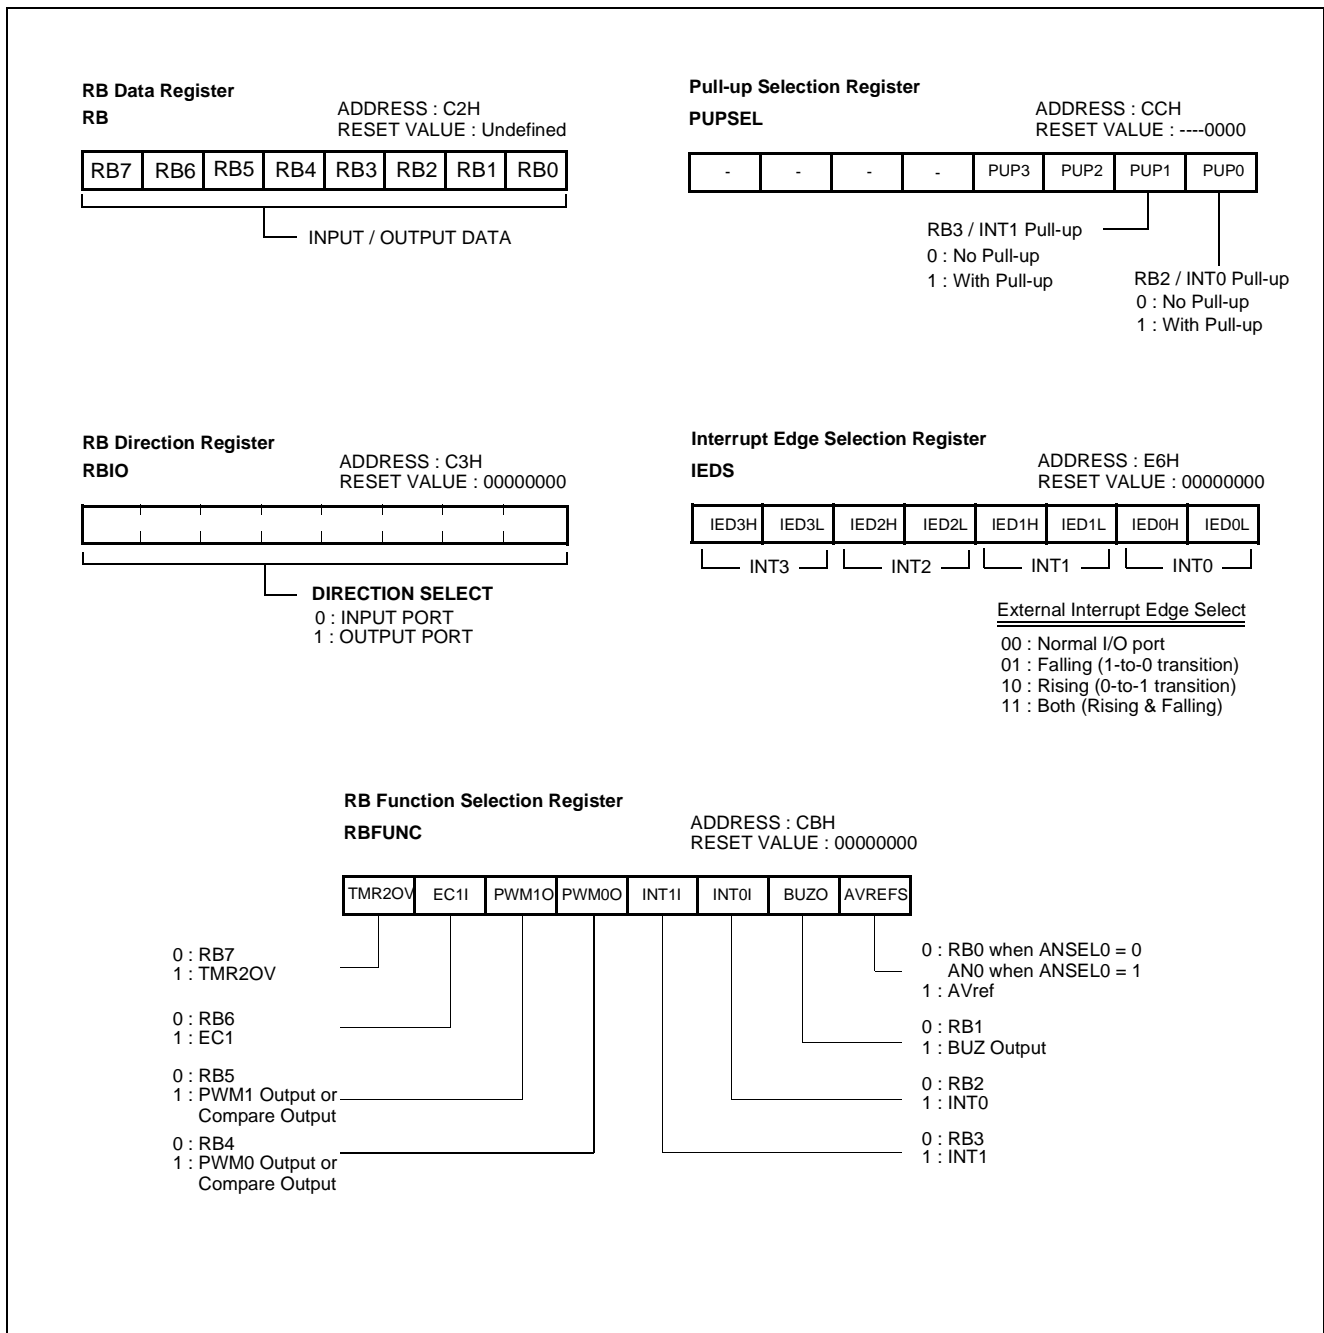 RB Data Register
RB
ADDRESS : C2H
RESET VALUE : Undefined
RB7 RB6 RB5 RB4 RB3 RB2 RB1 RB0
INPUT / OUTPUT DATA
Pull-up Selection Register
PUPSEL
ADDRESS : CCH
RESET VALUE : ----0000
- - - - PUP3 PUP2 PUP1 PUP0
RB3 / INT1 Pull-up
0 : No Pull-up
1 : With Pull-up
RB2 / INT0 Pull-up
0 : No Pull-up
1 : With Pull-up
RB Direction Register
RBIO
ADDRESS : C3H
RESET VALUE : 00000000
DIRECTION SELECT
0 : INPUT PORT
1 : OUTPUT PORT
Interrupt Edge Selection Register
IEDS
ADDRESS : E6H
RESET VALUE : 00000000
IED3H IED3L IED2H IED2L IED1H IED1L IED0H IED0L
INT3 INT2 INT1 INT0
External Interrupt Edge Select
00 : Normal I/O port
01 : Falling (1-to-0 transition)
10 : Rising (0-to-1 transition)
11 : Both (Rising & Falling)
RB Function Selection Register
RBFUNC
ADDRESS : CBH
RESET VALUE : 00000000
TMR2OV EC1I PWM1O PWM0O INT1I INT0I BUZO AVREFS
0 : RB7
1 : TMR2OV
0 : RB6
1 : EC1
0 : RB5
1 : PWM1 Output or
Compare Output
0 : RB4
1 : PWM0 Output or
Compare Output
0 : RB0 when ANSEL0 = 0
AN0 when ANSEL0 = 1
1 : AVref
0 : RB1
1 : BUZ Output
0 : RB2
1 : INT0
0 : RB3
1 : INT1